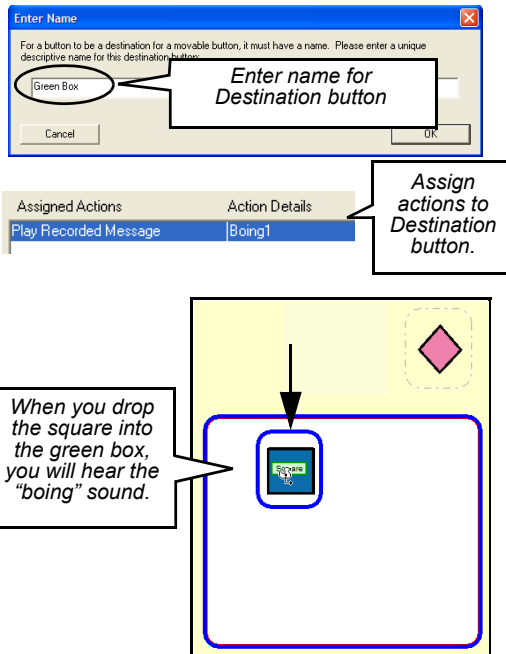 Enter Name
For a button to be a destination for a movable button, it must have a name. Please enter a unique
descriptive name for this destination button:
Green Box
Enter name for
Destination button
Cancel
OK
Assign
actions to
Destination
button.
Assigned Actions Action Details
Play Recorded Message Boing1
When you drop
the square into
the green box,
you will hear the
“boing” sound.
Square